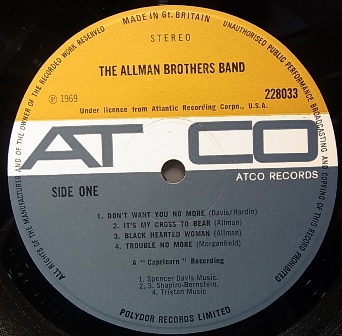 Made in Gt. Britain
ALL RIGHTS OF THE MANUFACTURER AND OF THE OWNER OF THE RECORDED WORK RESERVED
UNAUTHORISED PUBLIC PERFORMANCE BROADCASTING AND COPYING OF THIS RECORD PROHIBITED
STEREO
THE ALLMAN BROTHERS BAND
℗ 1969
228033
Under licence from Atlantic Recording Corpn., U.S.A.
ATCO
ATCO RECORDS
SIDE ONE
1. DON'T WANT YOU NO MORE (Davis/Hardin)
2. IT'S MY CROSS TO BEAR (Allman)
3. BLACK HEARTED WOMAN (Allman)
4. TROUBLE NO MORE (Morganfield)
A "Capricorn" Recording
1. Spencer Davis Music.
2, 3. Shapiro-Bernstein.
4. Tristan Music
POLYDOR RECORDS LIMITED